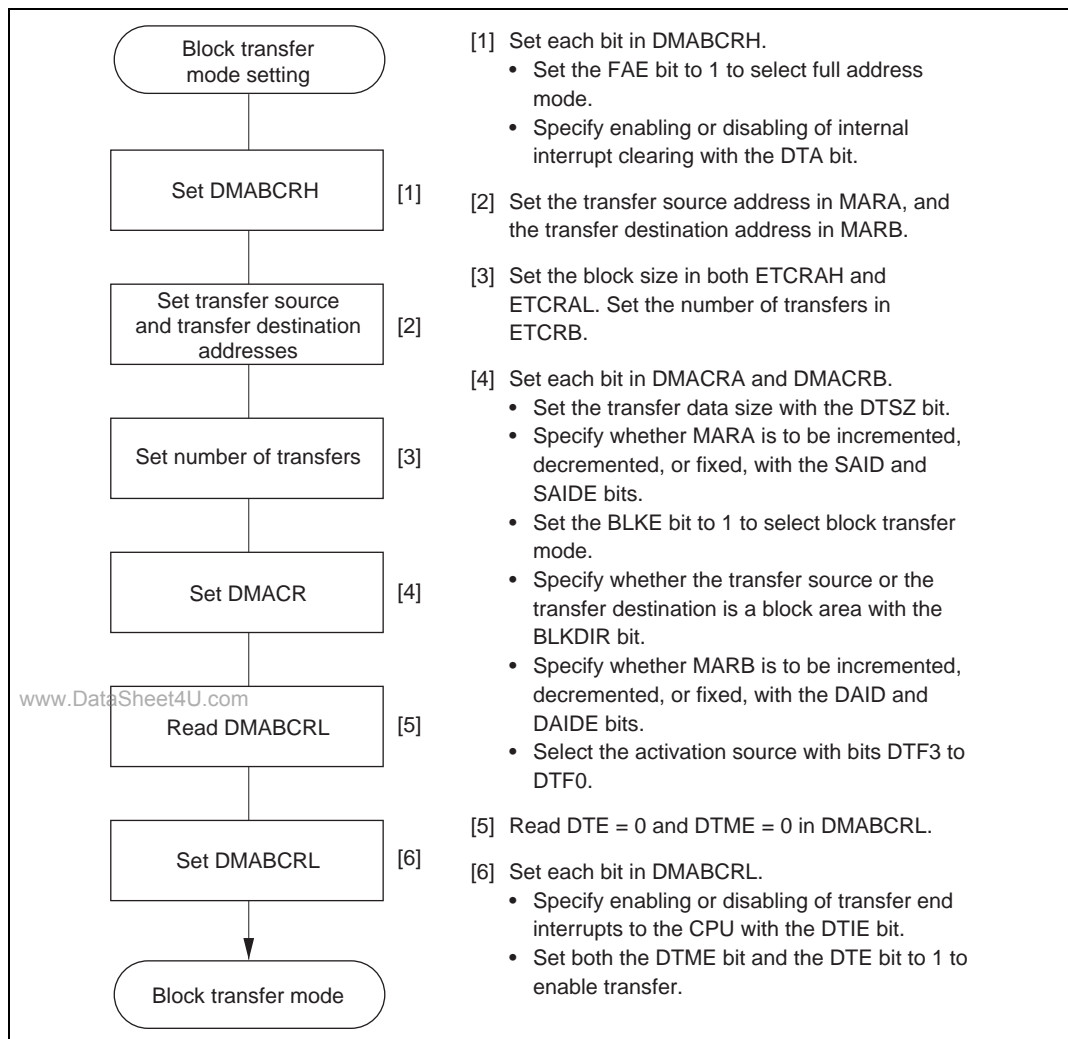 Block transfer
mode setting
Set DMABCRH
[1]
Set transfer source
and transfer destination
addresses
[2]
Set number of transfers
[3]
Set DMACR
[4]
www.DataSheet4U.com
Read DMABCRL
[5]
Set DMABCRL
[6]
Block transfer mode
[1] Set each bit in DMABCRH.
• Set the FAE bit to 1 to select full address
mode.
• Specify enabling or disabling of internal
interrupt clearing with the DTA bit.
[2] Set the transfer source address in MARA, and
the transfer destination address in MARB.
[3] Set the block size in both ETCRAH and
ETCRAL. Set the number of transfers in
ETCRB.
[4] Set each bit in DMACRA and DMACRB.
• Set the transfer data size with the DTSZ bit.
• Specify whether MARA is to be incremented,
decremented, or fixed, with the SAID and
SAIDE bits.
• Set the BLKE bit to 1 to select block transfer
mode.
• Specify whether the transfer source or the
transfer destination is a block area with the
BLKDIR bit.
• Specify whether MARB is to be incremented,
decremented, or fixed, with the DAID and
DAIDE bits.
• Select the activation source with bits DTF3 to
DTF0.
[5] Read DTE = 0 and DTME = 0 in DMABCRL.
[6] Set each bit in DMABCRL.
• Specify enabling or disabling of transfer end
interrupts to the CPU with the DTIE bit.
• Set both the DTME bit and the DTE bit to 1 to
enable transfer.